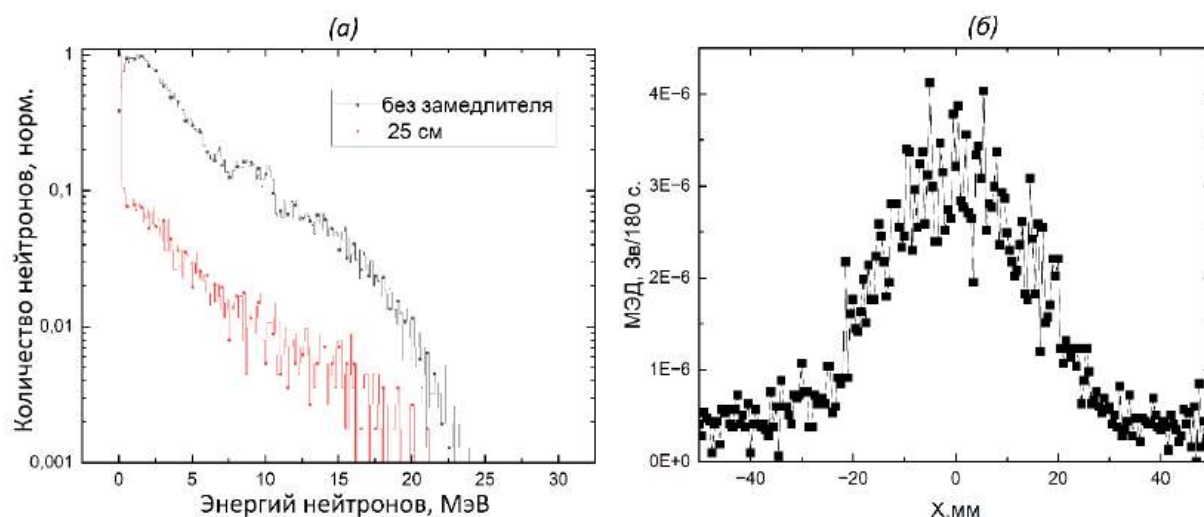 (а)
1
0,1
0,01
0,001
0
5
10
15
20
25
30
Количество нейтронов, норм.
Энергий нейтронов, МэВ
без замедлителя
25 см
(б)
4E−6
3E−6
2E−6
1E−6
0E+0
−40
−20
0
20
40
МЭД, Зв/180 с.
X,мм